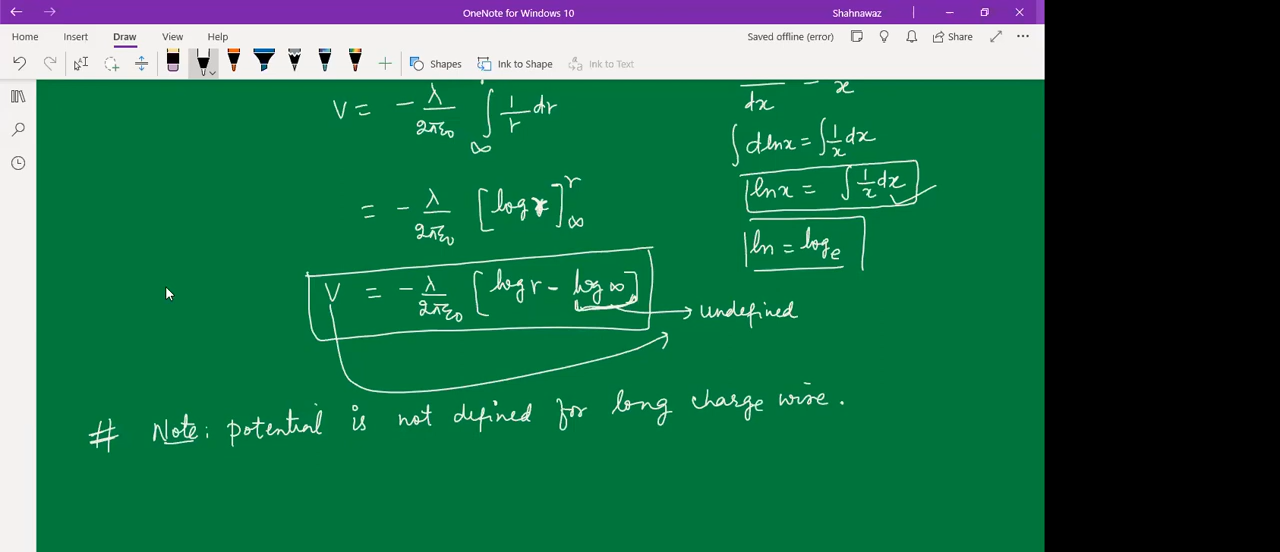 OneNote for Windows 10
Shahnawaz
Home Insert Draw View Help
Saved offline (error)
Share
Shapes
Ink to Shape
Ink to Text
V = - λ/2πε₀ ∫∞ 1/r dr
= - λ/2πε₀ [log r]∞^r
V = - λ/2πε₀ [log r - log ∞]
→ undefined
# Note: potential is not defined for long charge wire.
dx = x
∫ d lnx = ∫ 1/x dx
lnx = ∫ 1/x dx
ln = logₑ